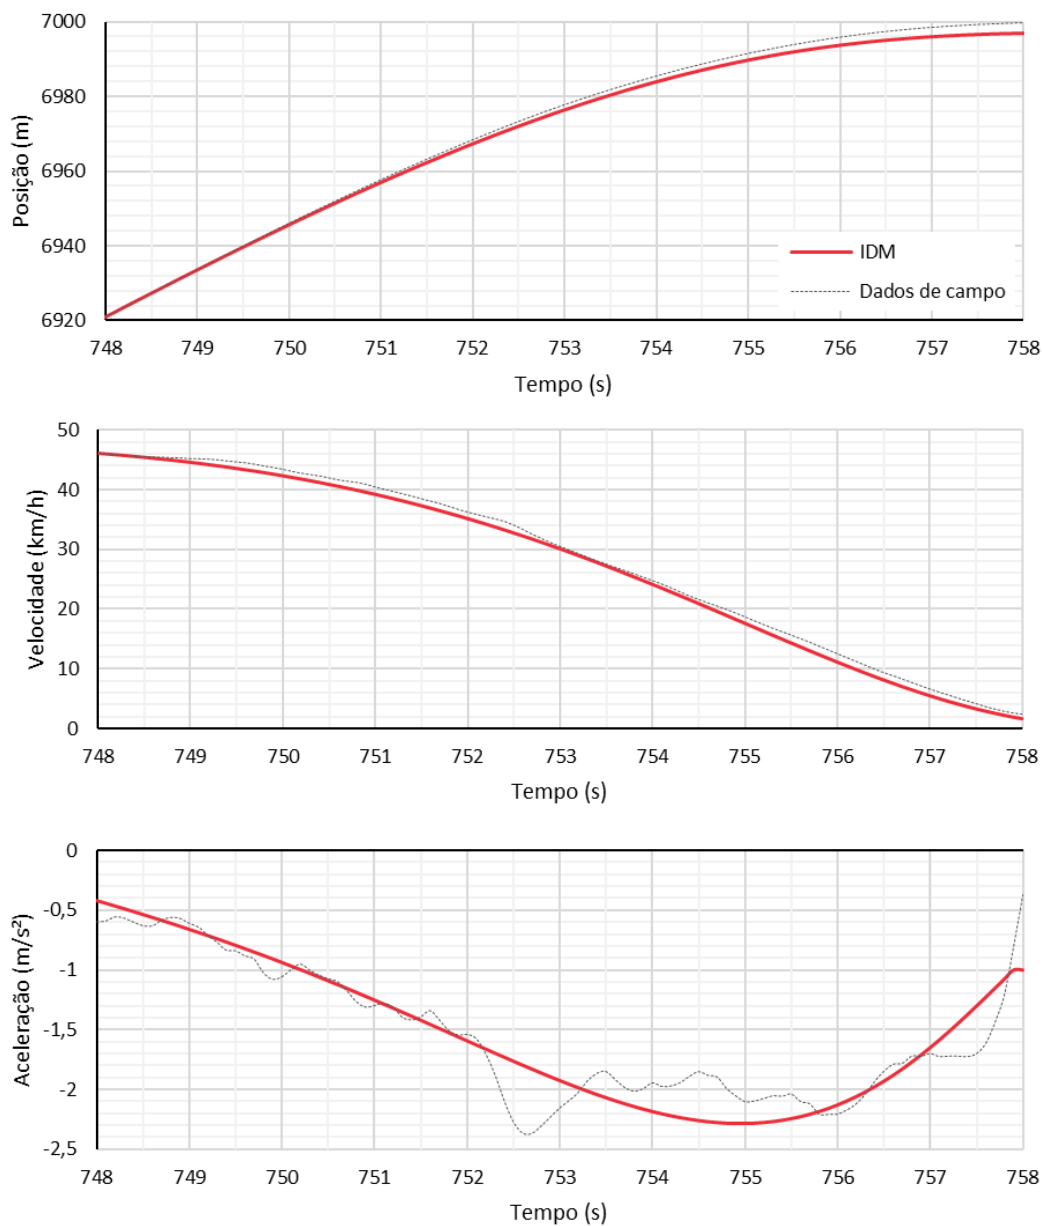 7000
6980
6960
6940
6920
Posição (m)
IDM
Dados de campo
748 749 750 751 752 753 754 755 756 757 758
Tempo (s)
50
40
30
20
10
0
Velocidade (km/h)
748 749 750 751 752 753 754 755 756 757 758
Tempo (s)
0
-0,5
-1
-1,5
-2
-2,5
Aceleração (m/s²)
748 749 750 751 752 753 754 755 756 757 758
Tempo (s)